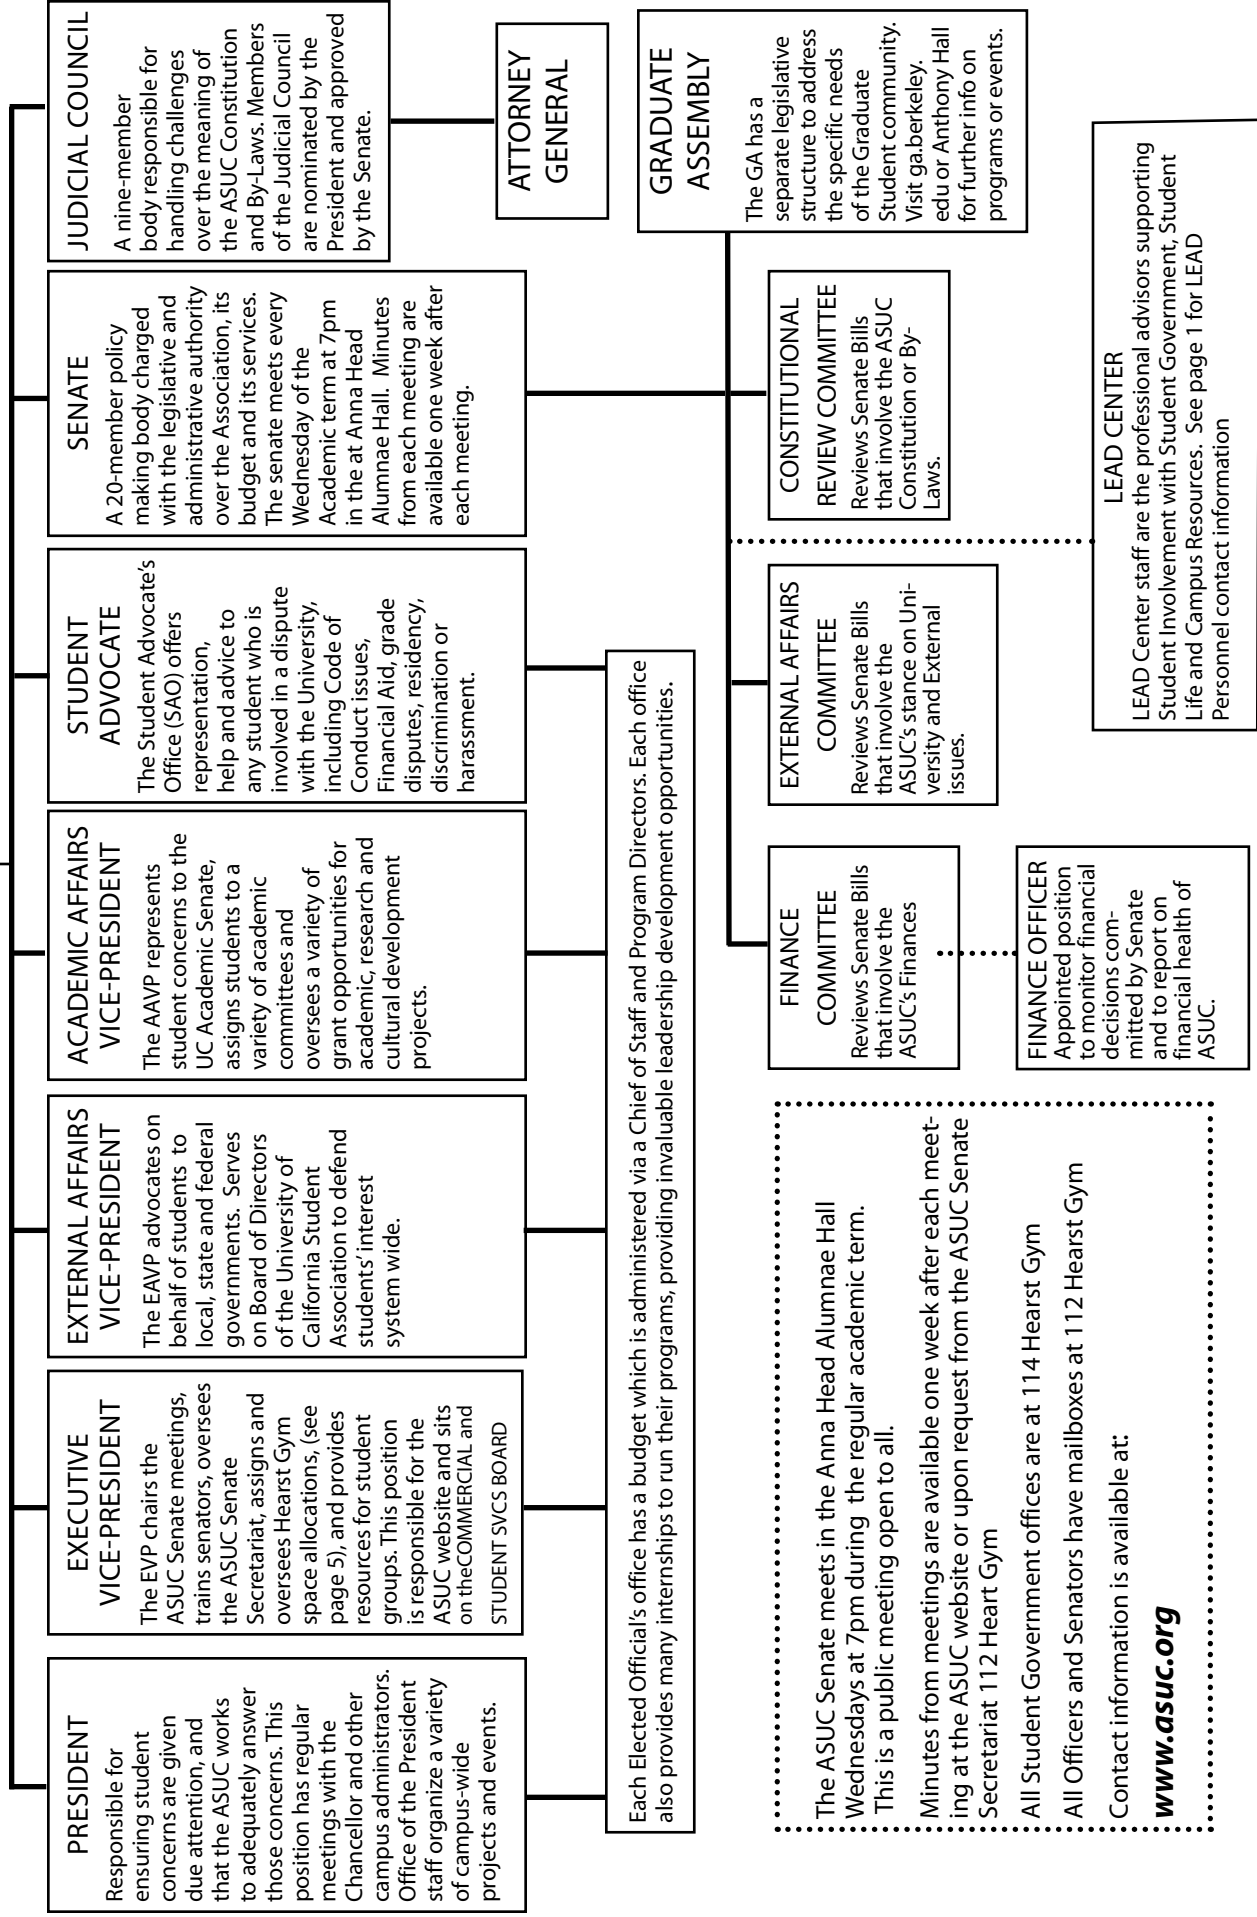 PRESIDENT
Responsible for
ensuring student
concerns are given
due attention, and
that the ASUC works
to adequately answer
those concerns. This
position has regular
meetings with the
Chancellor and other
campus administrators.
Office of the President
staff organize a variety
of campus-wide
projects and events.
EXECUTIVE
VICE-PRESIDENT
The EVP chairs the
ASUC Senate meetings,
trains senators, oversees
the ASUC Senate
Secretariat, assigns and
oversees Hearst Gym
space allocations, (see
page 5), and provides
resources for student
groups. This position
is responsible for the
ASUC website and sits
on theCOMMERCIAL and
STUDENT SVCS BOARD
EXTERNAL AFFAIRS
VICE-PRESIDENT
The EAVP advocates on
behalf of students to
local, state and federal
governments. Serves
on Board of Directors
of the University of
California Student
Association to defend
students' interest
system wide.
ACADEMIC AFFAIRS
VICE-PRESIDENT
The AAVP represents
student concerns to the
UC Academic Senate,
assigns students to a
variety of academic
committees and
oversees a variety of
grant opportunities for
academic, research and
cultural development
projects.
STUDENT
ADVOCATE
The Student Advocate's
Office (SAO) offers
representation,
help and advice to
any student who is
involved in a dispute
with the University,
including Code of
Conduct issues,
Financial Aid, grade
disputes, residency,
discrimination or
harassment.
SENATE
A 20-member policy
making body charged
with the legislative and
administrative authority
over the Association, its
budget and its services.
The senate meets every
Wednesday of the
Academic term at 7pm
in the at Anna Head
Alumnae Hall. Minutes
from each meeting are
available one week after
each meeting.
JUDICIAL COUNCIL
A nine-member
body responsible for
handling challenges
over the meaning of
the ASUC Constitution
and By-Laws. Members
of the Judicial Council
are nominated by the
President and approved
by the Senate.
ATTORNEY
GENERAL
Each Elected Official's office has a budget which is administered via a Chief of Staff and Program Directors. Each office
also provides many internships to run their programs, providing invaluable leadership development opportunities.
GRADUATE
ASSEMBLY
The GA has a
separate legislative
structure to address
the specific needs
of the Graduate
Student community.
Visit ga.berkeley.
edu or Anthony Hall
for further info on
programs or events.
FINANCE
COMMITTEE
Reviews Senate Bills
that involve the
ASUC's Finances
EXTERNAL AFFAIRS
COMMITTEE
Reviews Senate Bills
that involve the
ASUC's stance on Uni-
versity and External
issues.
CONSTITUTIONAL
REVIEW COMMITTEE
Reviews Senate Bills
that involve the ASUC
Constitution or By-
Laws.
FINANCE OFFICER
Appointed position
to monitor financial
decisions com-
mitted by Senate
and to report on
financial health of
ASUC.
LEAD CENTER
LEAD Center staff are the professional advisors supporting
Student Involvement with Student Government, Student
Life and Campus Resources. See page 1 for LEAD
Personnel contact information
The ASUC Senate meets in the Anna Head Alumnae Hall
Wednesdays at 7pm during the regular academic term.
This is a public meeting open to all.
Minutes from meetings are available one week after each meet-
ing at the ASUC website or upon request from the ASUC Senate
Secretariat 112 Heart Gym
All Student Government offices are at 114 Hearst Gym
All Officers and Senators have mailboxes at 112 Hearst Gym
Contact information is available at:
www.asuc.org